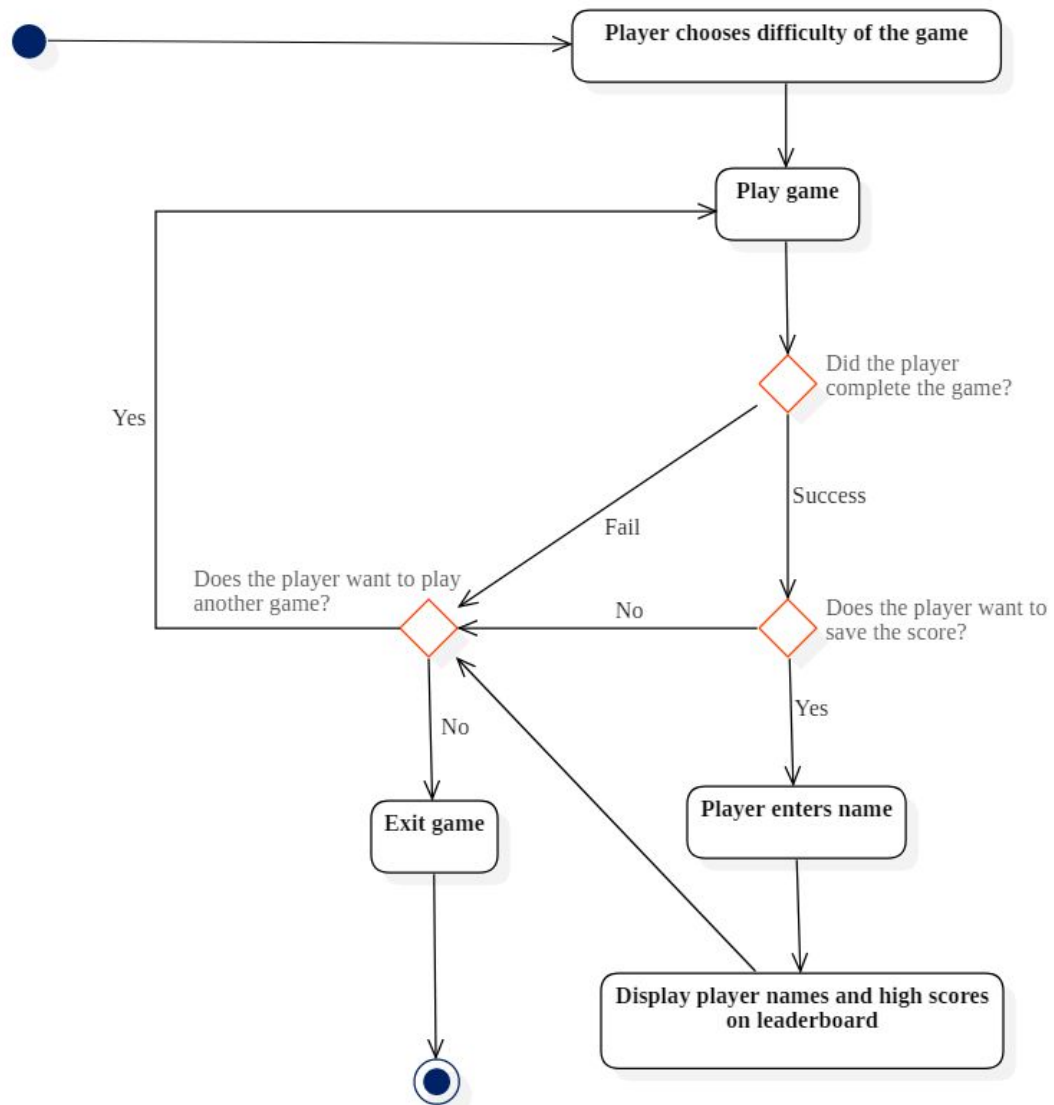 Player chooses difficulty of the game
Play game
Did the player
complete the game?
Yes
Success
Fail
Does the player want to play
another game?
No
Does the player want to
save the score?
Yes
No
Player enters name
Exit game
Display player names and high scores
on leaderboard